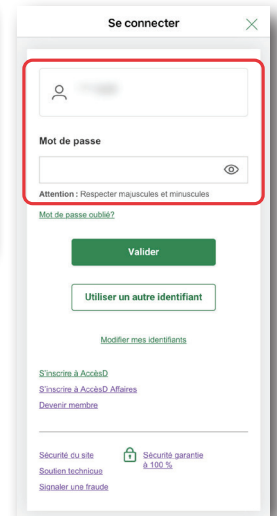 Se connecter
Mot de passe
Attention : Respecter majuscules et minuscules
Mot de passe oublié?
Valider
Utiliser un autre identifiant
Modifier mes identifiants
S'inscrire à AccèsD
S'inscrire à AccèsD Affaires
Devenir membre
Sécurité du site
Sécurité garantie
à 100 %
Soutien technique
Signaler une fraude